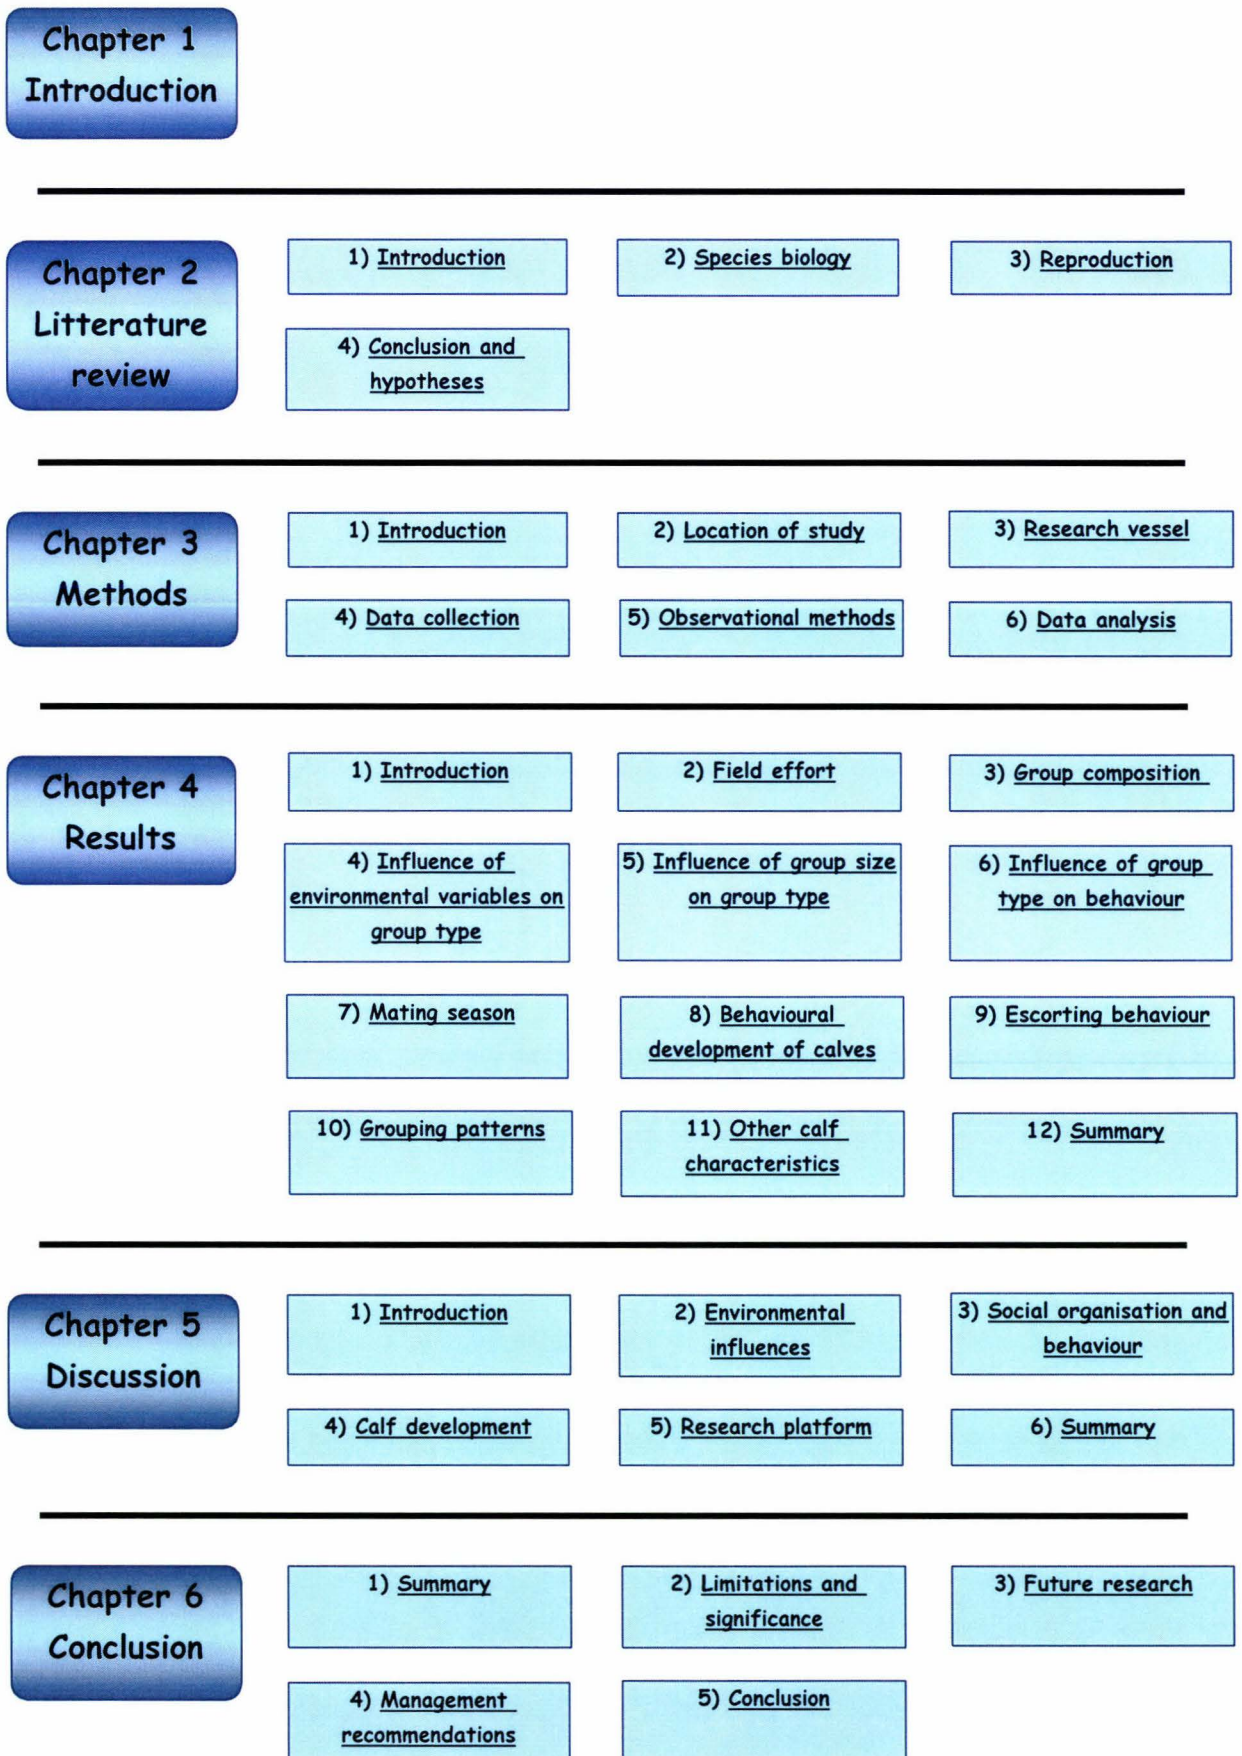 Chapter 1
Introduction
Chapter 2
Litterature
review
1) Introduction
2) Species biology
3) Reproduction
4) Conclusion and
hypotheses
Chapter 3
Methods
1) Introduction
2) Location of study
3) Research vessel
4) Data collection
5) Observational methods
6) Data analysis
Chapter 4
Results
1) Introduction
2) Field effort
3) Group composition
4) Influence of
environmental variables on
group type
5) Influence of group size
on group type
6) Influence of group
type on behaviour
7) Mating season
8) Behavioural
development of calves
9) Escorting behaviour
10) Grouping patterns
11) Other calf
characteristics
12) Summary
Chapter 5
Discussion
1) Introduction
2) Environmental
influences
3) Social organisation and
behaviour
4) Calf development
5) Research platform
6) Summary
Chapter 6
Conclusion
1) Summary
2) Limitations and
significance
3) Future research
4) Management
recommendations
5) Conclusion